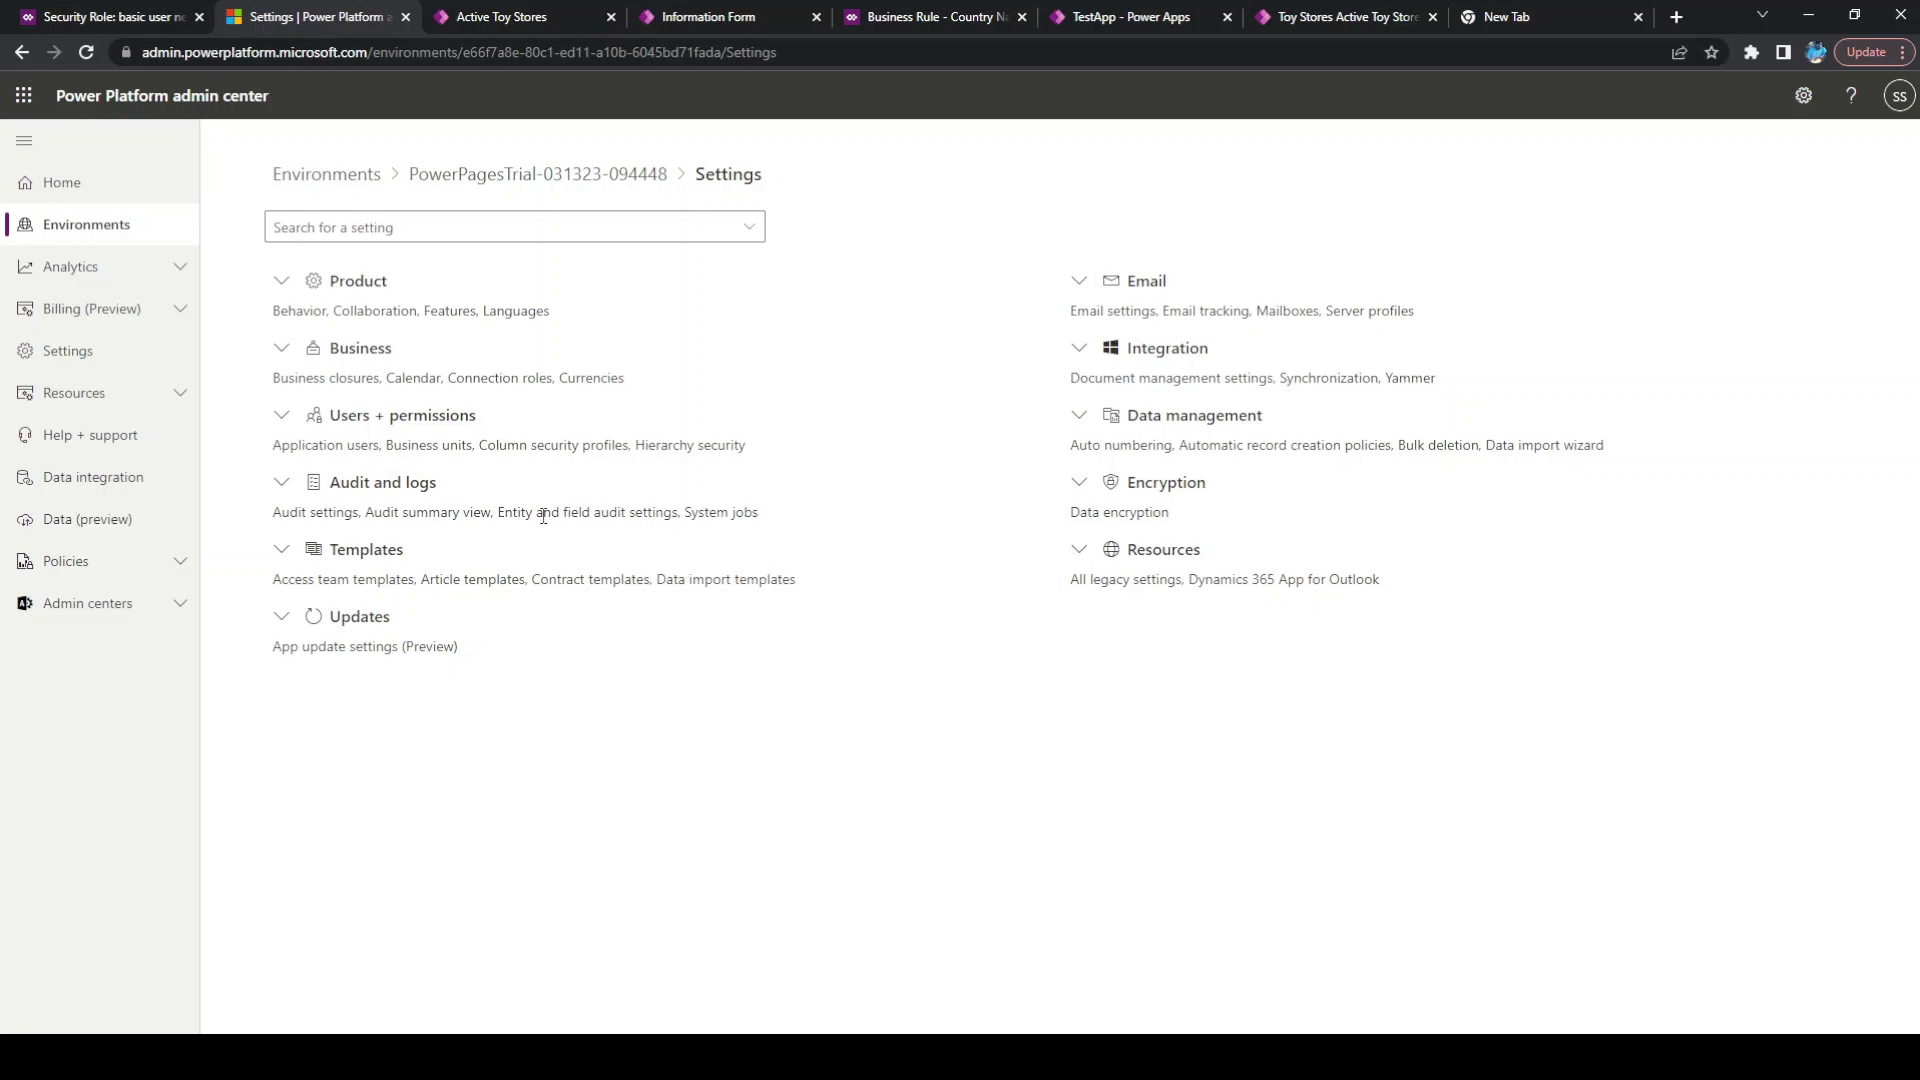 Security Role: basic user ne
Settings | Power Platform a
Active Toy Stores
Information Form
Business Rule - Country Na
TestApp - Power Apps
Toy Stores Active Toy Store
New Tab
admin.powerplatform.microsoft.com/environments/e66f7a8e-80c1-ed11-a10b-6045bd71fada/Settings
Update
Power Platform admin center
?
SS
Home
Environments
Analytics
Billing (Preview)
Settings
Resources
Help + support
Data integration
Data (preview)
Policies
Admin centers
Environments > PowerPagesTrial-031323-094448 > Settings
Search for a setting
Product
Behavior, Collaboration, Features, Languages
Business
Business closures, Calendar, Connection roles, Currencies
Users + permissions
Application users, Business units, Column security profiles, Hierarchy security
Audit and logs
Audit settings, Audit summary view, Entity and field audit settings, System jobs
Templates
Access team templates, Article templates, Contract templates, Data import templates
Updates
App update settings (Preview)
Email
Email settings, Email tracking, Mailboxes, Server profiles
Integration
Document management settings, Synchronization, Yammer
Data management
Auto numbering, Automatic record creation policies, Bulk deletion, Data import wizard
Encryption
Data encryption
Resources
All legacy settings, Dynamics 365 App for Outlook